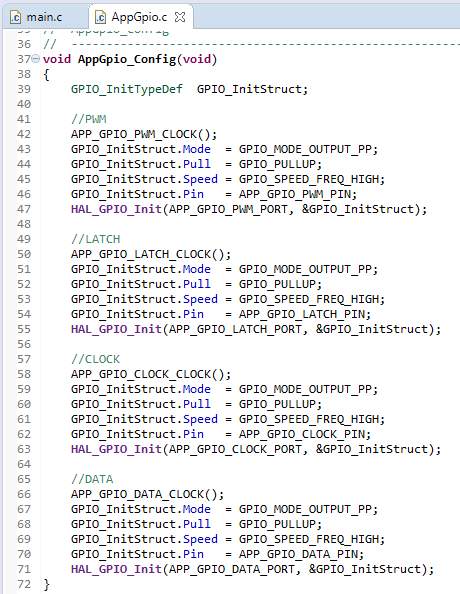 main.c AppGpio.c
35 // AppGpio_Config
36 // -------------------------------------------------------
37 void AppGpio_Config(void)
38 {
39 GPIO_InitTypeDef  GPIO_InitStruct;
40
41 //PWM
42 APP_GPIO_PWM_CLOCK();
43 GPIO_InitStruct.Mode  = GPIO_MODE_OUTPUT_PP;
44 GPIO_InitStruct.Pull  = GPIO_PULLUP;
45 GPIO_InitStruct.Speed = GPIO_SPEED_FREQ_HIGH;
46 GPIO_InitStruct.Pin   = APP_GPIO_PWM_PIN;
47 HAL_GPIO_Init(APP_GPIO_PWM_PORT, &GPIO_InitStruct);
48
49 //LATCH
50 APP_GPIO_LATCH_CLOCK();
51 GPIO_InitStruct.Mode  = GPIO_MODE_OUTPUT_PP;
52 GPIO_InitStruct.Pull  = GPIO_PULLUP;
53 GPIO_InitStruct.Speed = GPIO_SPEED_FREQ_HIGH;
54 GPIO_InitStruct.Pin   = APP_GPIO_LATCH_PIN;
55 HAL_GPIO_Init(APP_GPIO_LATCH_PORT, &GPIO_InitStruct);
56
57 //CLOCK
58 APP_GPIO_CLOCK_CLOCK();
59 GPIO_InitStruct.Mode  = GPIO_MODE_OUTPUT_PP;
60 GPIO_InitStruct.Pull  = GPIO_PULLUP;
61 GPIO_InitStruct.Speed = GPIO_SPEED_FREQ_HIGH;
62 GPIO_InitStruct.Pin   = APP_GPIO_CLOCK_PIN;
63 HAL_GPIO_Init(APP_GPIO_CLOCK_PORT, &GPIO_InitStruct);
64
65 //DATA
66 APP_GPIO_DATA_CLOCK();
67 GPIO_InitStruct.Mode  = GPIO_MODE_OUTPUT_PP;
68 GPIO_InitStruct.Pull  = GPIO_PULLUP;
69 GPIO_InitStruct.Speed = GPIO_SPEED_FREQ_HIGH;
70 GPIO_InitStruct.Pin   = APP_GPIO_DATA_PIN;
71 HAL_GPIO_Init(APP_GPIO_DATA_PORT, &GPIO_InitStruct);
72 }